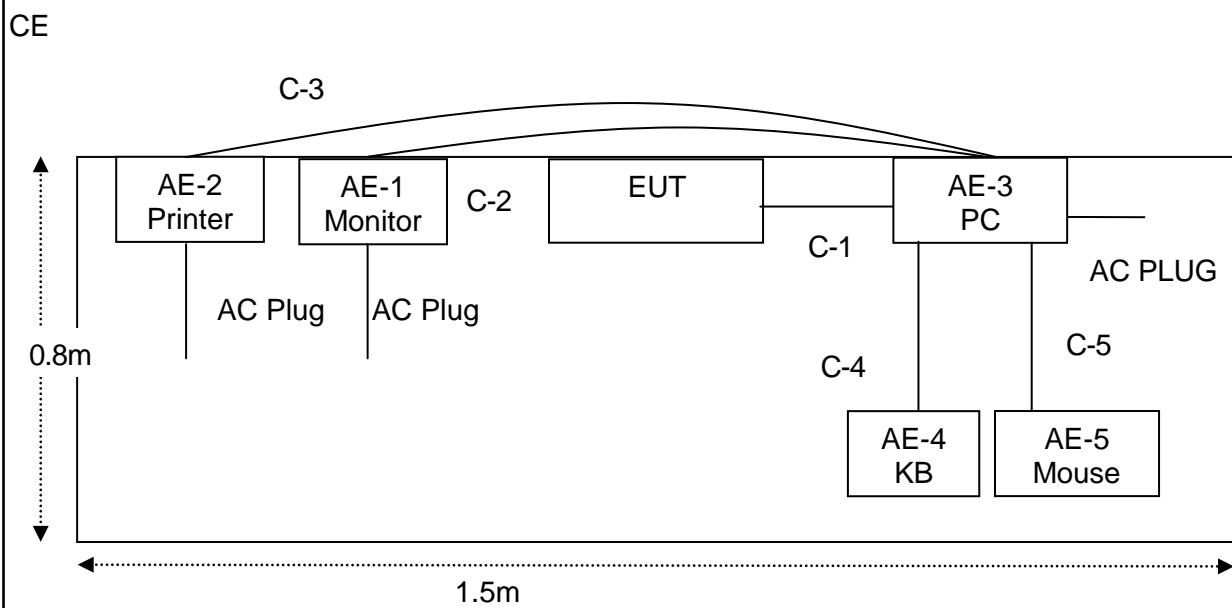 CE
C-3
AE-2
Printer
AE-1
Monitor
C-2
EUT
AE-3
PC
C-1
AC PLUG
AC Plug
AC Plug
0.8m
C-4
C-5
AE-4
KB
AE-5
Mouse
1.5m